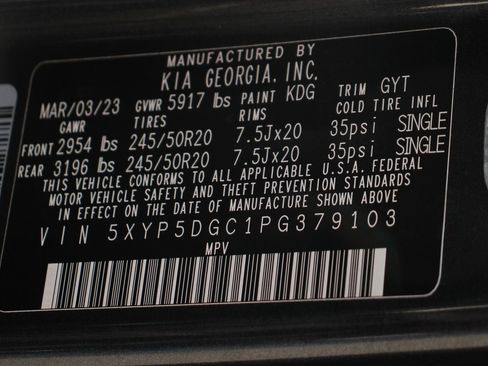 MANUFACTURED BY
KIA GEORGIA, INC.
MAR/03/23 GVWR 5917 lbs PAINT KDG TRIM GYT
GAWR TIRES RIMS COLD TIRE INFL
FRONT 2954 lbs 245/50R20 7.5Jx20 35psi SINGLE
REAR 3196 lbs 245/50R20 7.5Jx20 35psi SINGLE
THIS VEHICLE CONFORMS TO ALL APPLICABLE U.S.A. FEDERAL
MOTOR VEHICLE SAFETY AND THEFT PREVENTION STANDARDS
IN EFFECT ON THE DATE OF MANUFACTURE SHOWN ABOVE.
VIN 5XYP5DGC1PG379103
MPV